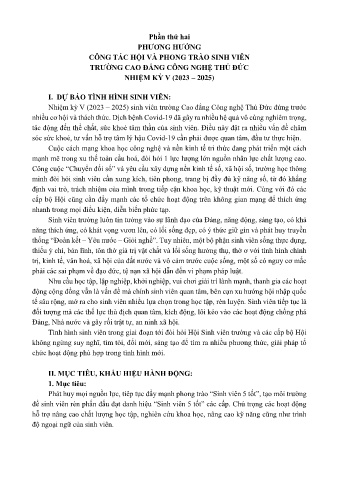 Phần thứ hai
PHƯƠNG HƯỚNG
CÔNG TÁC HỘI VÀ PHONG TRÀO SINH VIÊN
TRƯỜNG CAO ĐẲNG CÔNG NGHỆ THỦ ĐỨC
NHIỆM KỲ V (2023 – 2025)
I. DỰ BÁO TÌNH HÌNH SINH VIÊN:
Nhiệm kỳ V (2023 – 2025) sinh viên trường Cao đẳng Công nghệ Thủ Đức đứng trước
nhiều cơ hội và thách thức. Dịch bệnh Covid-19 đã gây ra nhiều hệ quả vô cùng nghiêm trọng,
tác động đến thể chất, sức khoẻ tâm thần của sinh viên. Điều này đặt ra nhiều vấn đề chăm
sóc sức khoẻ, tư vấn hỗ trợ tâm lý hậu Covid-19 cần phải được quan tâm, đầu tư thực hiện.
Cuộc cách mạng khoa học công nghệ và nền kinh tế tri thức đang phát triển một cách
mạnh mẽ trong xu thế toàn cầu hoá, đòi hỏi 1 lực lượng lớn nguồn nhân lực chất lượng cao.
Công cuộc “Chuyển đổi số” và yêu cầu xây dựng nền kinh tế số, xã hội số, trường học thông
minh đòi hỏi sinh viên cần xung kích, tiên phong, trang bị đầy đủ kỹ năng số, từ đó khẳng
định vai trò, trách nhiệm của mình trong tiếp cận khoa học, kỹ thuật mới. Cùng với đó các
cấp bộ Hội cũng cần đẩy mạnh các tổ chức hoạt động trên không gian mạng để thích ứng
nhanh trong mọi điều kiện, diễn biến phức tạp.
Sinh viên trường luôn tin tưởng vào sự lãnh đạo của Đảng, năng động, sáng tạo, có khả
năng thích ứng, có khát vọng vươn lên, có lối sống đẹp, có ý thức giữ gìn và phát huy truyền
thống “Đoàn kết – Yêu nước – Giỏi nghề”. Tuy nhiên, một bộ phận sinh viên sống thực dụng,
thiếu ý chí, bản lĩnh, tôn thờ giá trị vật chất và lối sống hưởng thụ, thờ ơ với tình hình chính
trị, kinh tế, văn hoá, xã hội của đất nước và vô cảm trước cuộc sống, một số có nguy cơ mắc
phải các sai phạm về đạo đức, tệ nạn xã hội dẫn đến vi phạm pháp luật.
Nhu cầu học tập, lập nghiệp, khởi nghiệp, vui chơi giải trí lành mạnh, tham gia các hoạt
động cộng đồng vẫn là vấn đề mà chính sinh viên quan tâm, bên cạn xu hướng hội nhập quốc
tế sâu rộng, mở ra cho sinh viên nhiều lựa chọn trong học tập, rèn luyện. Sinh viên tiếp tục là
đối tượng mà các thế lực thù địch quan tâm, kích động, lôi kéo vào các hoạt động chống phá
Đảng, Nhà nước và gây rối trật tự, an ninh xã hội.
Tình hình sinh viên trong giai đoạn tới đòi hỏi Hội Sinh viên trường và các cấp bộ Hội
không ngừng suy nghĩ, tìm tòi, đổi mới, sáng tạo để tìm ra nhiều phương thức, giải pháp tổ
chức hoạt động phù hợp trong tình hình mới.
II. MỤC TIÊU, KHẨU HIỆU HÀNH ĐỘNG:
1. Mục tiêu:
Phát huy mọi nguồn lực, tiếp tục đẩy mạnh phong trào “Sinh viên 5 tốt”, tạo môi trường
để sinh viên rèn phấn đấu đạt danh hiệu “Sinh viên 5 tốt” các cấp. Chú trọng các hoạt động
hỗ trợ nâng cao chất lượng học tập, nghiên cứu khoa học, nâng cao kỹ năng cũng như trình
độ ngoại ngữ của sinh viên.